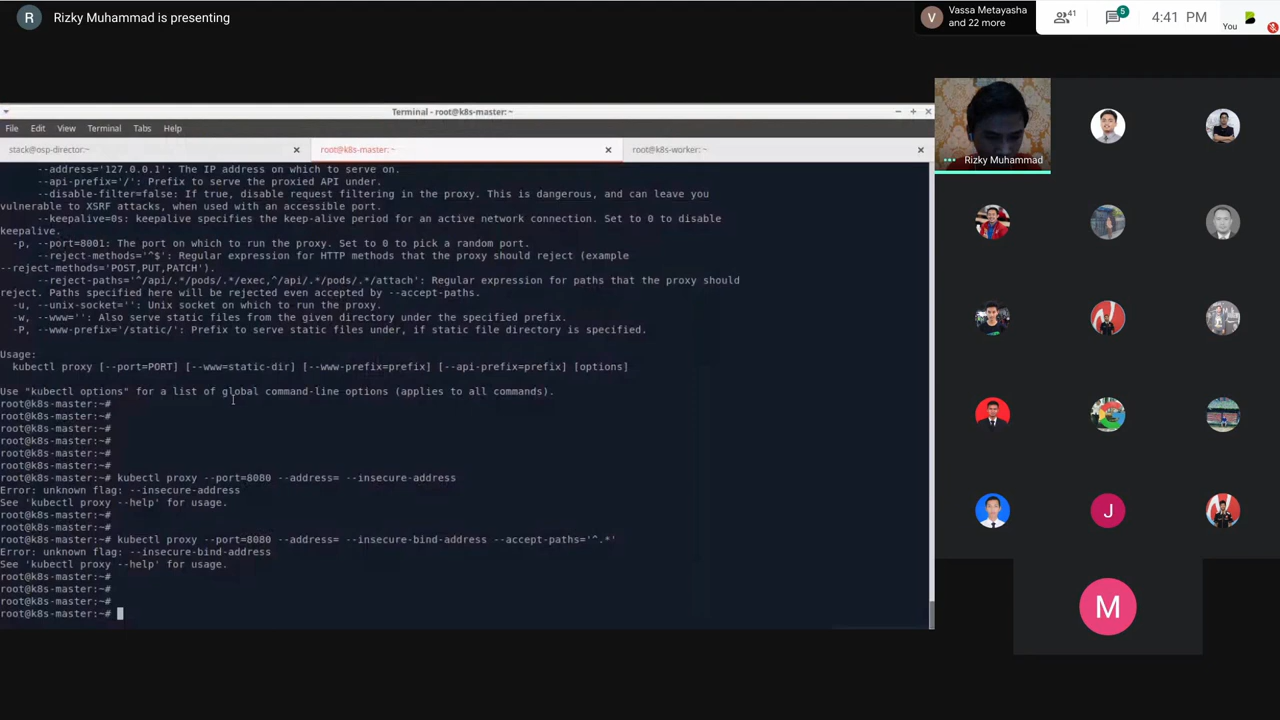 R Rizky Muhammad is presenting
V Vassa Metayasha
and 22 more
41
5
4:41 PM
You
Terminal - root@k8s-master: ~
File Edit View Terminal Tabs Help
stack@osp-director:~
root@k8s-master: ~
root@k8s-worker: ~
--address='127.0.0.1': The IP address on which to serve on.
--api-prefix='/': Prefix to serve the proxied API under.
--disable-filter=false: If true, disable request filtering in the proxy. This is dangerous, and can leave you
vulnerable to XSRF attacks, when used with an accessible port.
--keepalive=0s: keepalive specifies the keep-alive period for an active network connection. Set to 0 to disable
keepalive.
-p, --port=8001: The port on which to run the proxy. Set to 0 to pick a random port.
--reject-methods='^$': Regular expression for HTTP methods that the proxy should reject (example
--reject-methods='POST,PUT,PATCH').
--reject-paths='^/api/.*/pods/.*/exec,^/api/.*/pods/.*/attach': Regular expression for paths that the proxy should
reject. Paths specified here will be rejected even accepted by --accept-paths.
-u, --unix-socket='': Unix socket on which to run the proxy.
-w, --www='': Also serve static files from the given directory under the specified prefix.
-P, --www-prefix='/static/': Prefix to serve static files under, if static file directory is specified.
Usage:
kubectl proxy [--port=PORT] [--www=static-dir] [--www-prefix=prefix] [--api-prefix=prefix] [options]
Use "kubectl options" for a list of global command-line options (applies to all commands).
root@k8s-master:~#
root@k8s-master:~#
root@k8s-master:~#
root@k8s-master:~#
root@k8s-master:~#
root@k8s-master:~#
root@k8s-master:~# kubectl proxy --port=8080 --address= --insecure-address
Error: unknown flag: --insecure-address
See 'kubectl proxy --help' for usage.
root@k8s-master:~#
root@k8s-master:~#
root@k8s-master:~# kubectl proxy --port=8080 --address= --insecure-bind-address --accept-paths='^.*'
Error: unknown flag: --insecure-bind-address
See 'kubectl proxy --help' for usage.
root@k8s-master:~#
root@k8s-master:~#
root@k8s-master:~#
root@k8s-master:~#
Rizky Muhammad
J
M